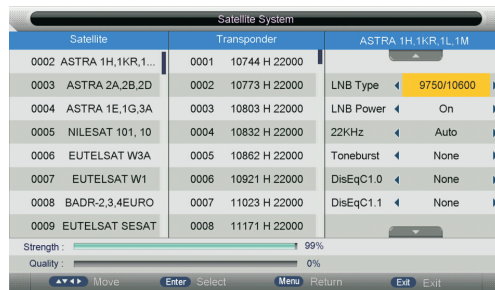 Satellite System
Satellite Transponder ASTRA 1H,1KR,1L,1M
0002 ASTRA 1H,1KR,1... 0001 10744 H 22000
0003 ASTRA 2A,2B,2D 0002 10773 H 22000 LNB Type 9750/10600
0004 ASTRA 1E,1G,3A 0003 10803 H 22000 LNB Power On
0005 NILESAT 101, 10 0004 10832 H 22000 22KHz Auto
0006 EUTELSAT W3A 0005 10862 H 22000 Toneburst None
0007 EUTELSAT W1 0006 10921 H 22000 DisEqC1.0 None
0008 BADR-2,3,4EURO 0007 11023 H 22000 DisEqC1.1 None
0009 EUTELSAT SESAT 0008 11171 H 22000
Strength : 99%
Quality : 0%
Move Enter Select Menu Return Exit Exit